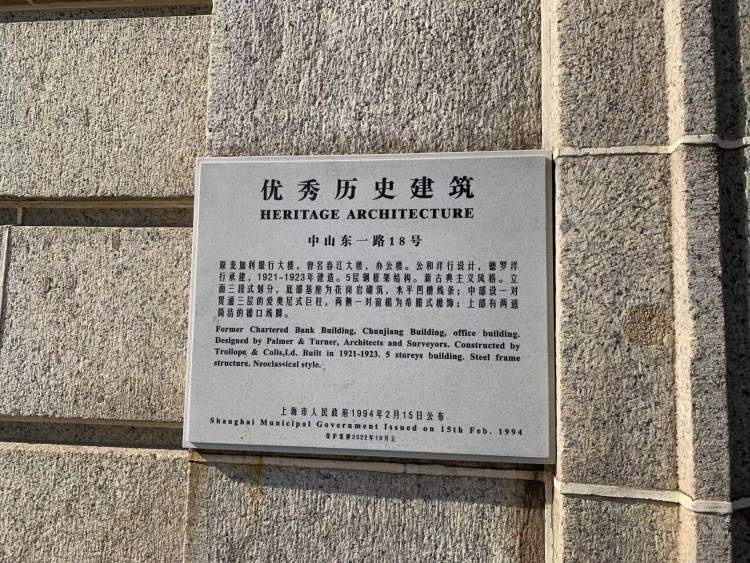 优秀历史建筑
HERITAGE ARCHITECTURE
中山东一路18号
原麦加利银行大楼，曾名春江大楼，办公楼。公和洋行设计，德罗洋
行承建，1921-1923年建造。5层钢框架结构。新古典主义风格。立
面三段式划分，底部基座为花岗岩砌筑，水平凹槽线条；中部设一对
贯通三层的爱奥尼式巨柱，两侧一对窗楣为希腊式檐饰；上部有两道
简洁的檐口线脚。
Former Chartered Bank Building, Chunjiang Building, office building.
Designed by Palmer & Turner, Architects and Surveyors. Constructed by
Trollope & Colls,Ld. Built in 1921-1923. 5 storeys building. Steel frame
structure. Neoclassical style.
上海市人民政府1994年2月15日公布
Shanghai Municipal Government Issued on 15th Feb. 1994
2022年10月立